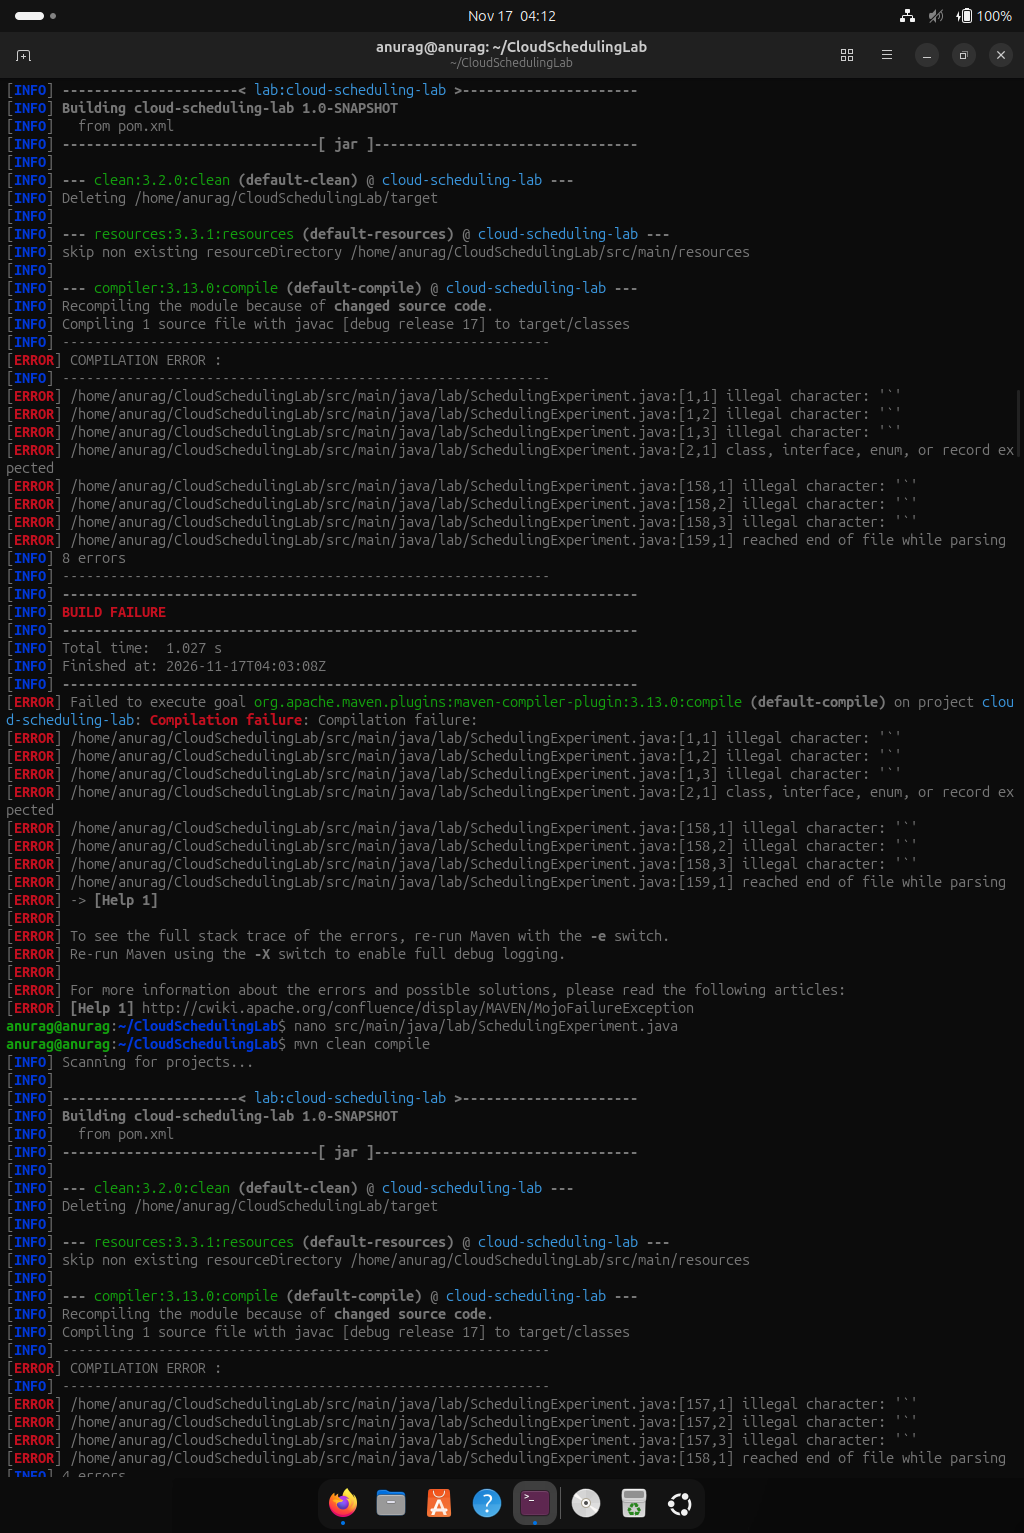 Nov 17 04:12
100%
anurag@anurag: ~/CloudSchedulingLab
~/CloudSchedulingLab
[INFO] ----------------------< lab:cloud-scheduling-lab >----------------------
[INFO] Building cloud-scheduling-lab 1.0-SNAPSHOT
[INFO]   from pom.xml
[INFO] --------------------------------[ jar ]---------------------------------
[INFO]
[INFO] --- clean:3.2.0:clean (default-clean) @ cloud-scheduling-lab ---
[INFO] Deleting /home/anurag/CloudSchedulingLab/target
[INFO]
[INFO] --- resources:3.3.1:resources (default-resources) @ cloud-scheduling-lab ---
[INFO] skip non existing resourceDirectory /home/anurag/CloudSchedulingLab/src/main/resources
[INFO]
[INFO] --- compiler:3.13.0:compile (default-compile) @ cloud-scheduling-lab ---
[INFO] Recompiling the module because of changed source code.
[INFO] Compiling 1 source file with javac [debug release 17] to target/classes
[INFO] -------------------------------------------------------------
[ERROR] COMPILATION ERROR :
[INFO] -------------------------------------------------------------
[ERROR] /home/anurag/CloudSchedulingLab/src/main/java/lab/SchedulingExperiment.java:[1,1] illegal character: '`'
[ERROR] /home/anurag/CloudSchedulingLab/src/main/java/lab/SchedulingExperiment.java:[1,2] illegal character: '`'
[ERROR] /home/anurag/CloudSchedulingLab/src/main/java/lab/SchedulingExperiment.java:[1,3] illegal character: '`'
[ERROR] /home/anurag/CloudSchedulingLab/src/main/java/lab/SchedulingExperiment.java:[2,1] class, interface, enum, or record ex
pected
[ERROR] /home/anurag/CloudSchedulingLab/src/main/java/lab/SchedulingExperiment.java:[158,1] illegal character: '`'
[ERROR] /home/anurag/CloudSchedulingLab/src/main/java/lab/SchedulingExperiment.java:[158,2] illegal character: '`'
[ERROR] /home/anurag/CloudSchedulingLab/src/main/java/lab/SchedulingExperiment.java:[158,3] illegal character: '`'
[ERROR] /home/anurag/CloudSchedulingLab/src/main/java/lab/SchedulingExperiment.java:[159,1] reached end of file while parsing
[INFO] 8 errors
[INFO] -------------------------------------------------------------
[INFO] ------------------------------------------------------------------------
[INFO] BUILD FAILURE
[INFO] ------------------------------------------------------------------------
[INFO] Total time:  1.027 s
[INFO] Finished at: 2026-11-17T04:03:08Z
[INFO] ------------------------------------------------------------------------
[ERROR] Failed to execute goal org.apache.maven.plugins:maven-compiler-plugin:3.13.0:compile (default-compile) on project clou
d-scheduling-lab: Compilation failure: Compilation failure:
[ERROR] /home/anurag/CloudSchedulingLab/src/main/java/lab/SchedulingExperiment.java:[1,1] illegal character: '`'
[ERROR] /home/anurag/CloudSchedulingLab/src/main/java/lab/SchedulingExperiment.java:[1,2] illegal character: '`'
[ERROR] /home/anurag/CloudSchedulingLab/src/main/java/lab/SchedulingExperiment.java:[1,3] illegal character: '`'
[ERROR] /home/anurag/CloudSchedulingLab/src/main/java/lab/SchedulingExperiment.java:[2,1] class, interface, enum, or record ex
pected
[ERROR] /home/anurag/CloudSchedulingLab/src/main/java/lab/SchedulingExperiment.java:[158,1] illegal character: '`'
[ERROR] /home/anurag/CloudSchedulingLab/src/main/java/lab/SchedulingExperiment.java:[158,2] illegal character: '`'
[ERROR] /home/anurag/CloudSchedulingLab/src/main/java/lab/SchedulingExperiment.java:[158,3] illegal character: '`'
[ERROR] /home/anurag/CloudSchedulingLab/src/main/java/lab/SchedulingExperiment.java:[159,1] reached end of file while parsing
[ERROR] -> [Help 1]
[ERROR]
[ERROR] To see the full stack trace of the errors, re-run Maven with the -e switch.
[ERROR] Re-run Maven using the -X switch to enable full debug logging.
[ERROR]
[ERROR] For more information about the errors and possible solutions, please read the following articles:
[ERROR] [Help 1] http://cwiki.apache.org/confluence/display/MAVEN/MojoFailureException
anurag@anurag:~/CloudSchedulingLab$ nano src/main/java/lab/SchedulingExperiment.java
anurag@anurag:~/CloudSchedulingLab$ mvn clean compile
[INFO] Scanning for projects...
[INFO]
[INFO] ----------------------< lab:cloud-scheduling-lab >----------------------
[INFO] Building cloud-scheduling-lab 1.0-SNAPSHOT
[INFO]   from pom.xml
[INFO] --------------------------------[ jar ]---------------------------------
[INFO]
[INFO] --- clean:3.2.0:clean (default-clean) @ cloud-scheduling-lab ---
[INFO] Deleting /home/anurag/CloudSchedulingLab/target
[INFO]
[INFO] --- resources:3.3.1:resources (default-resources) @ cloud-scheduling-lab ---
[INFO] skip non existing resourceDirectory /home/anurag/CloudSchedulingLab/src/main/resources
[INFO]
[INFO] --- compiler:3.13.0:compile (default-compile) @ cloud-scheduling-lab ---
[INFO] Recompiling the module because of changed source code.
[INFO] Compiling 1 source file with javac [debug release 17] to target/classes
[INFO] -------------------------------------------------------------
[ERROR] COMPILATION ERROR :
[INFO] -------------------------------------------------------------
[ERROR] /home/anurag/CloudSchedulingLab/src/main/java/lab/SchedulingExperiment.java:[157,1] illegal character: '`'
[ERROR] /home/anurag/CloudSchedulingLab/src/main/java/lab/SchedulingExperiment.java:[157,2] illegal character: '`'
[ERROR] /home/anurag/CloudSchedulingLab/src/main/java/lab/SchedulingExperiment.java:[157,3] illegal character: '`'
[ERROR] /home/anurag/CloudSchedulingLab/src/main/java/lab/SchedulingExperiment.java:[158,1] reached end of file while parsing
[INFO] 4 errors